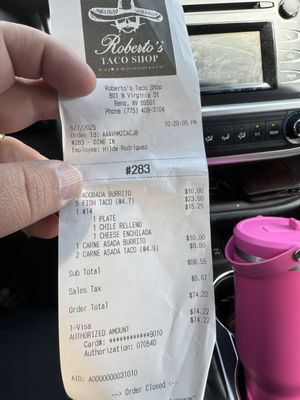 Roberto's
TACO SHOP
Roberto's Taco Shop
801 N Virginia St
Reno, NV 89501
Phone (775) 409-3104
6/7/2025 10:29:05 PM
Order Id: AAAVHMZCACJB
#283 - DINE IN
Employee: Hilda Rodriguez
#283
ADOBADA BURRITO $10.00
5 FISH TACO (#4.7) $23.50
1 #14 $15.25
1 PLATE
1 CHILE RELLENO
1 CHEESE ENCHILADA
1 CARNE ASADA BURRITO $10.00
2 CARNE ASADA TACO (#4.9) $9.80
Sub Total $68.55
Sales Tax $5.67
Order Total $74.22
1-Visa $74.22
AUTHORIZED AMOUNT $74.22
Card#: ************9010
Authorization: 07054D
AID: A0000000031010
--> Order Closed <--